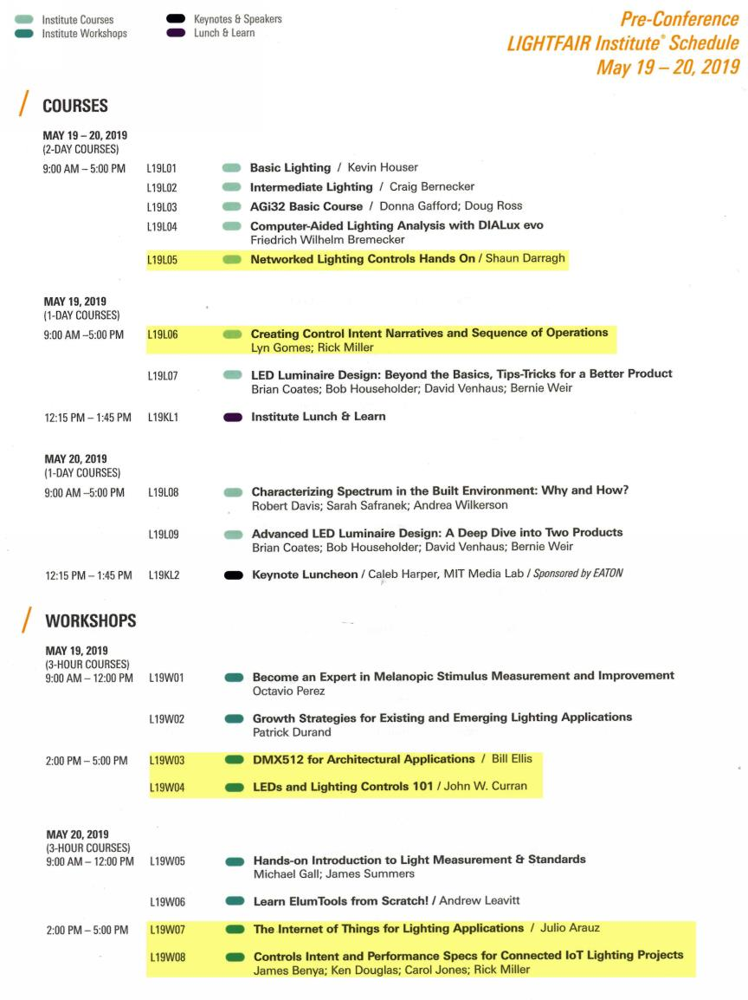 Institute Courses
Institute Workshops
Keynotes & Speakers
Lunch & Learn
Pre-Conference
LIGHTFAIR Institute® Schedule
May 19 – 20, 2019
COURSES
MAY 19 – 20, 2019
(2-DAY COURSES)
9:00 AM – 5:00 PM L19L01 Basic Lighting / Kevin Houser
L19L02 Intermediate Lighting / Craig Bernecker
L19L03 AGi32 Basic Course / Donna Gafford; Doug Ross
L19L04 Computer-Aided Lighting Analysis with DIALux evo
Friedrich Wilhelm Bremecker
L19L05 Networked Lighting Controls Hands On / Shaun Darragh
MAY 19, 2019
(1-DAY COURSES)
9:00 AM –5:00 PM L19L06 Creating Control Intent Narratives and Sequence of Operations
Lyn Gomes; Rick Miller
L19L07 LED Luminaire Design: Beyond the Basics, Tips-Tricks for a Better Product
Brian Coates; Bob Householder; David Venhaus; Bernie Weir
12:15 PM – 1:45 PM L19KL1 Institute Lunch & Learn
MAY 20, 2019
(1-DAY COURSES)
9:00 AM –5:00 PM L19L08 Characterizing Spectrum in the Built Environment: Why and How?
Robert Davis; Sarah Safranek; Andrea Wilkerson
L19L09 Advanced LED Luminaire Design: A Deep Dive into Two Products
Brian Coates; Bob Householder; David Venhaus; Bernie Weir
12:15 PM – 1:45 PM L19KL2 Keynote Luncheon / Caleb Harper, MIT Media Lab / Sponsored by EATON
WORKSHOPS
MAY 19, 2019
(3-HOUR COURSES)
9:00 AM – 12:00 PM L19W01 Become an Expert in Melanopic Stimulus Measurement and Improvement
Octavio Perez
L19W02 Growth Strategies for Existing and Emerging Lighting Applications
Patrick Durand
2:00 PM – 5:00 PM L19W03 DMX512 for Architectural Applications / Bill Ellis
L19W04 LEDs and Lighting Controls 101 / John W. Curran
MAY 20, 2019
(3-HOUR COURSES)
9:00 AM – 12:00 PM L19W05 Hands-on Introduction to Light Measurement & Standards
Michael Gall; James Summers
L19W06 Learn ElumTools from Scratch! / Andrew Leavitt
2:00 PM – 5:00 PM L19W07 The Internet of Things for Lighting Applications / Julio Arauz
L19W08 Controls Intent and Performance Specs for Connected IoT Lighting Projects
James Benya; Ken Douglas; Carol Jones; Rick Miller